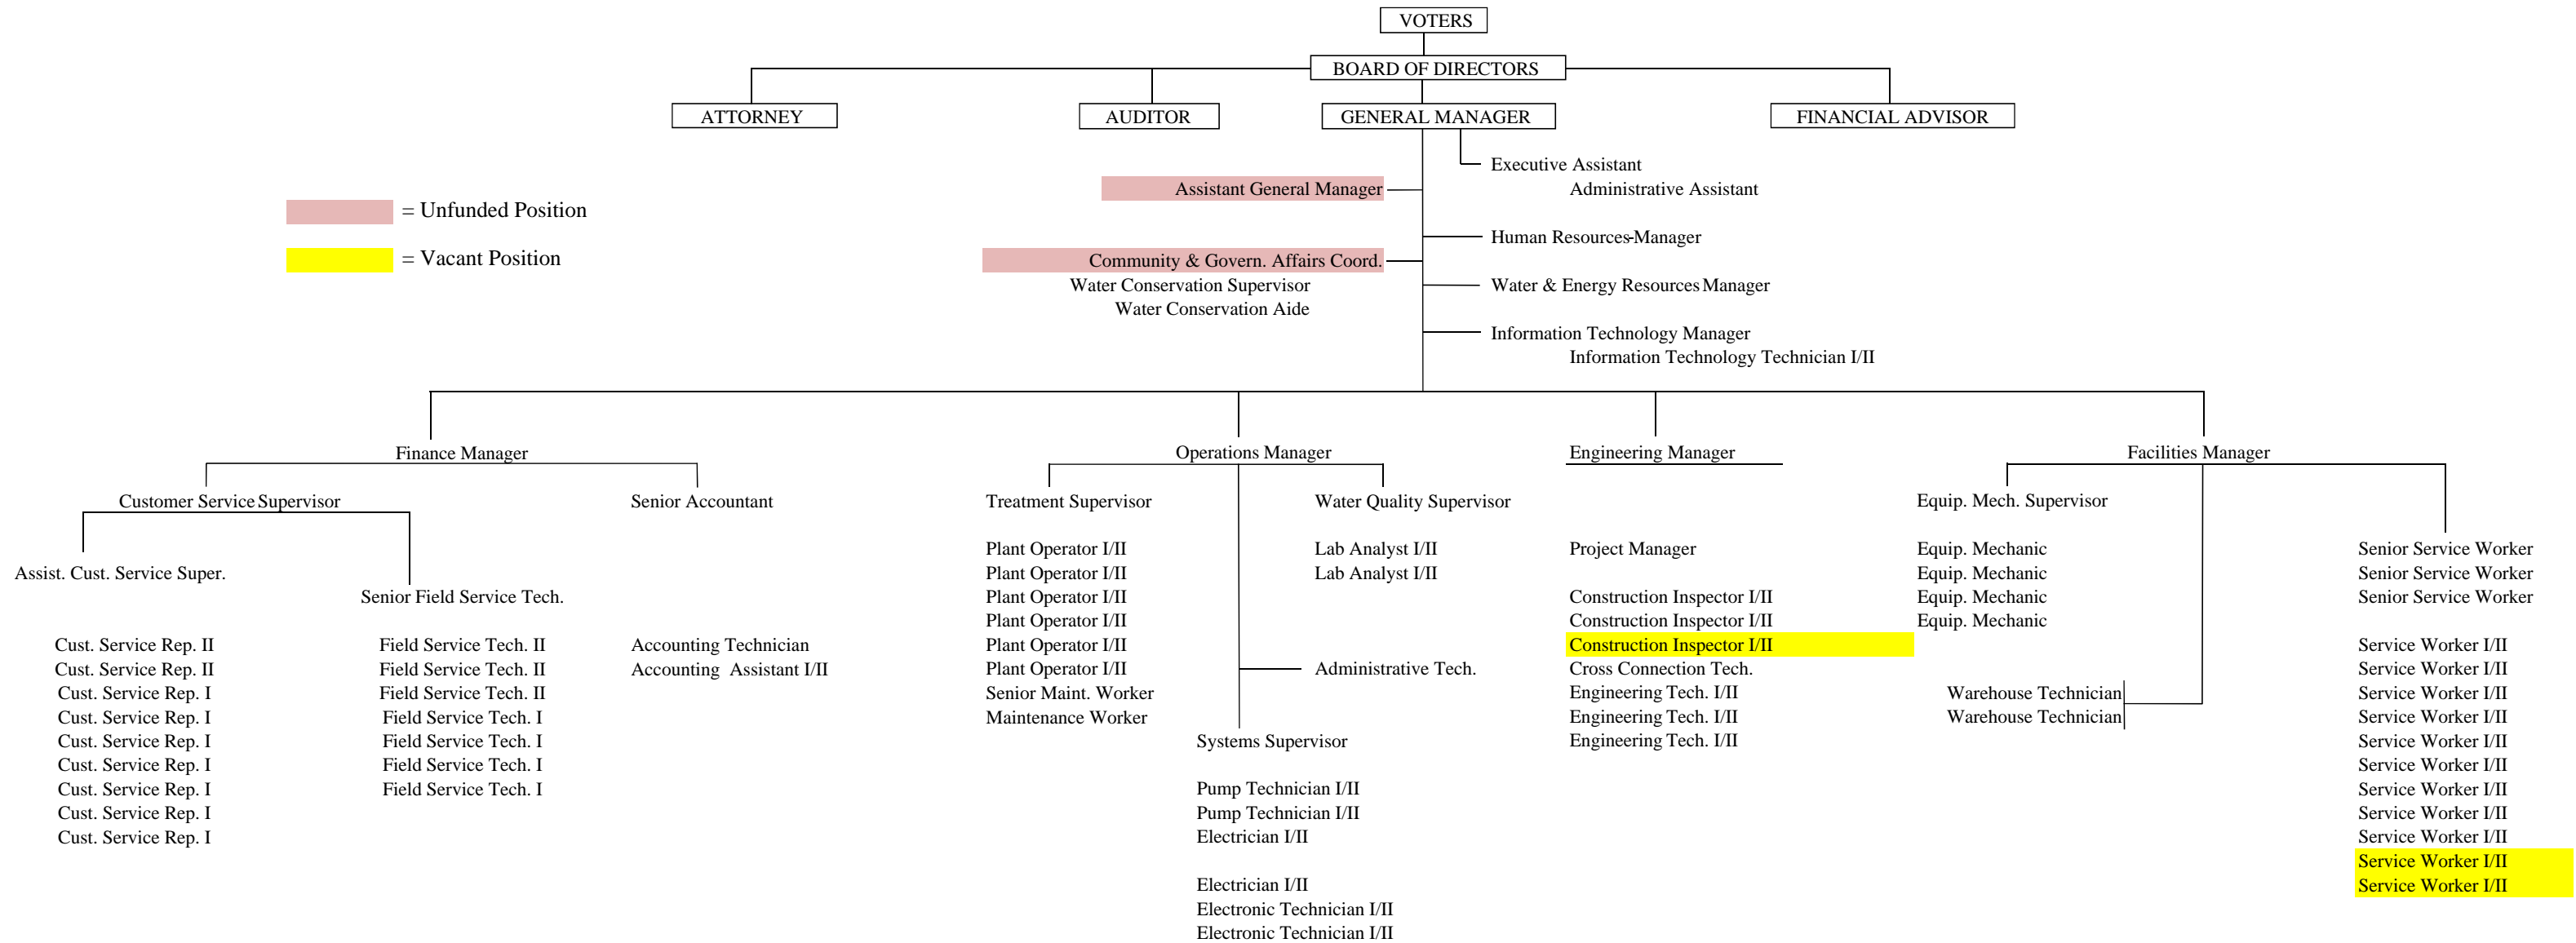 VOTERS
BOARD OF DIRECTORS
ATTORNEY
AUDITOR
GENERAL MANAGER
FINANCIAL ADVISOR
Executive Assistant
Administrative Assistant
Assistant General Manager
= Unfunded Position
= Vacant Position
Human Resources-Manager
Community & Govern. Affairs Coord.
Water Conservation Supervisor
Water Conservation Aide
Water & Energy Resources Manager
Information Technology Manager
Information Technology Technician I/II
Finance Manager
Customer Service Supervisor
Assist. Cust. Service Super.
Cust. Service Rep. II
Cust. Service Rep. II
Cust. Service Rep. I
Cust. Service Rep. I
Cust. Service Rep. I
Cust. Service Rep. I
Cust. Service Rep. I
Cust. Service Rep. I
Cust. Service Rep. I
Senior Field Service Tech.
Field Service Tech. II
Field Service Tech. II
Field Service Tech. II
Field Service Tech. I
Field Service Tech. I
Field Service Tech. I
Field Service Tech. I
Senior Accountant
Accounting Technician
Accounting Assistant I/II
Operations Manager
Treatment Supervisor
Plant Operator I/II
Plant Operator I/II
Plant Operator I/II
Plant Operator I/II
Plant Operator I/II
Plant Operator I/II
Senior Maint. Worker
Maintenance Worker
Water Quality Supervisor
Lab Analyst I/II
Lab Analyst I/II
Administrative Tech.
Systems Supervisor
Pump Technician I/II
Pump Technician I/II
Electrician I/II
Electrician I/II
Electronic Technician I/II
Electronic Technician I/II
Engineering Manager
Project Manager
Construction Inspector I/II
Construction Inspector I/II
Construction Inspector I/II
Cross Connection Tech.
Engineering Tech. I/II
Engineering Tech. I/II
Engineering Tech. I/II
Facilities Manager
Equip. Mech. Supervisor
Equip. Mechanic
Equip. Mechanic
Equip. Mechanic
Equip. Mechanic
Warehouse Technician
Warehouse Technician
Senior Service Worker
Senior Service Worker
Senior Service Worker
Service Worker I/II
Service Worker I/II
Service Worker I/II
Service Worker I/II
Service Worker I/II
Service Worker I/II
Service Worker I/II
Service Worker I/II
Service Worker I/II
Service Worker I/II
Service Worker I/II